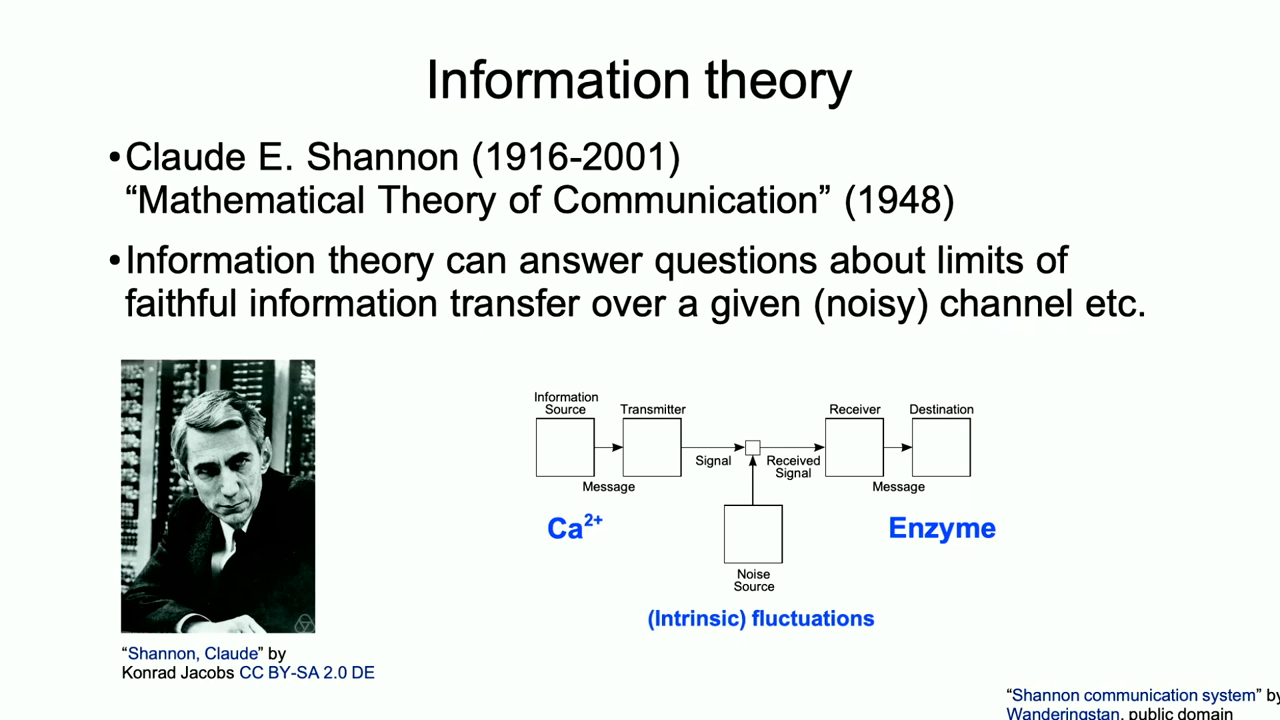 Information theory
•Claude E. Shannon (1916-2001)
“Mathematical Theory of Communication” (1948)
•Information theory can answer questions about limits of
faithful information transfer over a given (noisy) channel etc.
Information
Source
Transmitter
Receiver
Destination
Signal
Received
Signal
Message
Message
Ca²⁺
Enzyme
Noise
Source
(Intrinsic) fluctuations
“Shannon, Claude” by
Konrad Jacobs CC BY-SA 2.0 DE
“Shannon communication system” by
Wanderingstan, public domain